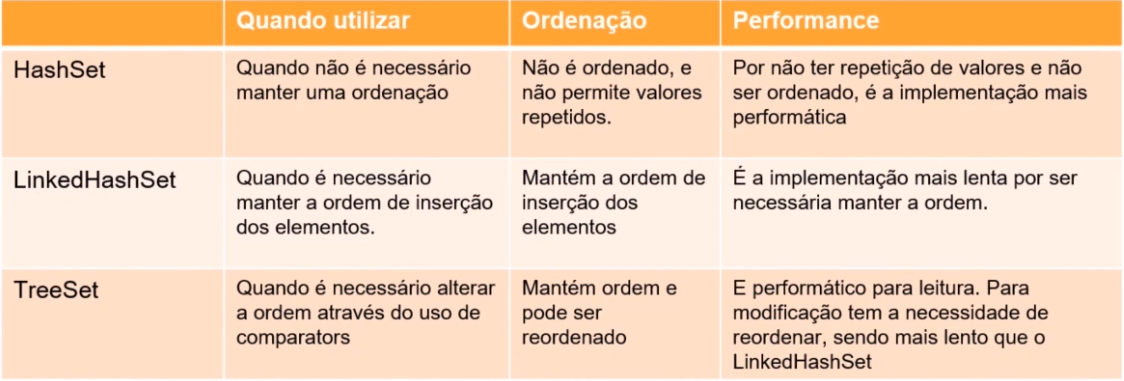 Quando utilizar
Ordenação
Performance
HashSet
Quando não é necessário
manter uma ordenação
Não é ordenado, e
não permite valores
repetidos.
Por não ter repetição de valores e não
ser ordenado, é a implementação mais
performática
LinkedHashSet
Quando é necessário
manter a ordem de inserção
dos elementos.
Mantém a ordem de
inserção dos
elementos
É a implementação mais lenta por ser
necessária manter a ordem.
TreeSet
Quando é necessário alterar
a ordem através do uso de
comparators
Mantém ordem e
pode ser
reordenado
E performático para leitura. Para
modificação tem a necessidade de
reordenar, sendo mais lento que o
LinkedHashSet